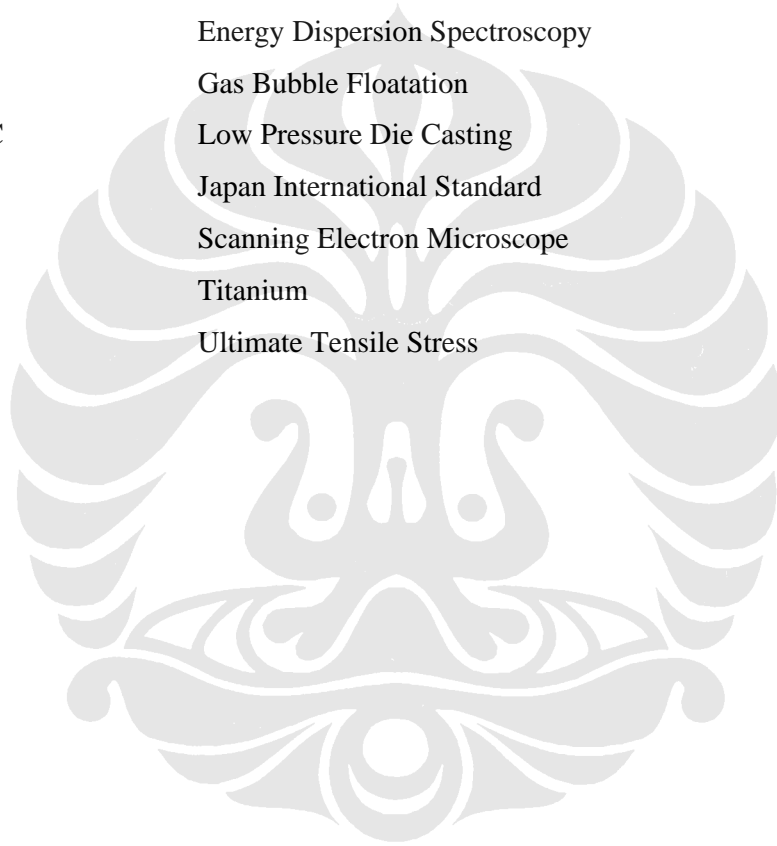 Energy Dispersion Spectroscopy
Gas Bubble Floatation
Low Pressure Die Casting
Japan International Standard
Scanning Electron Microscope
Titanium
Ultimate Tensile Stress